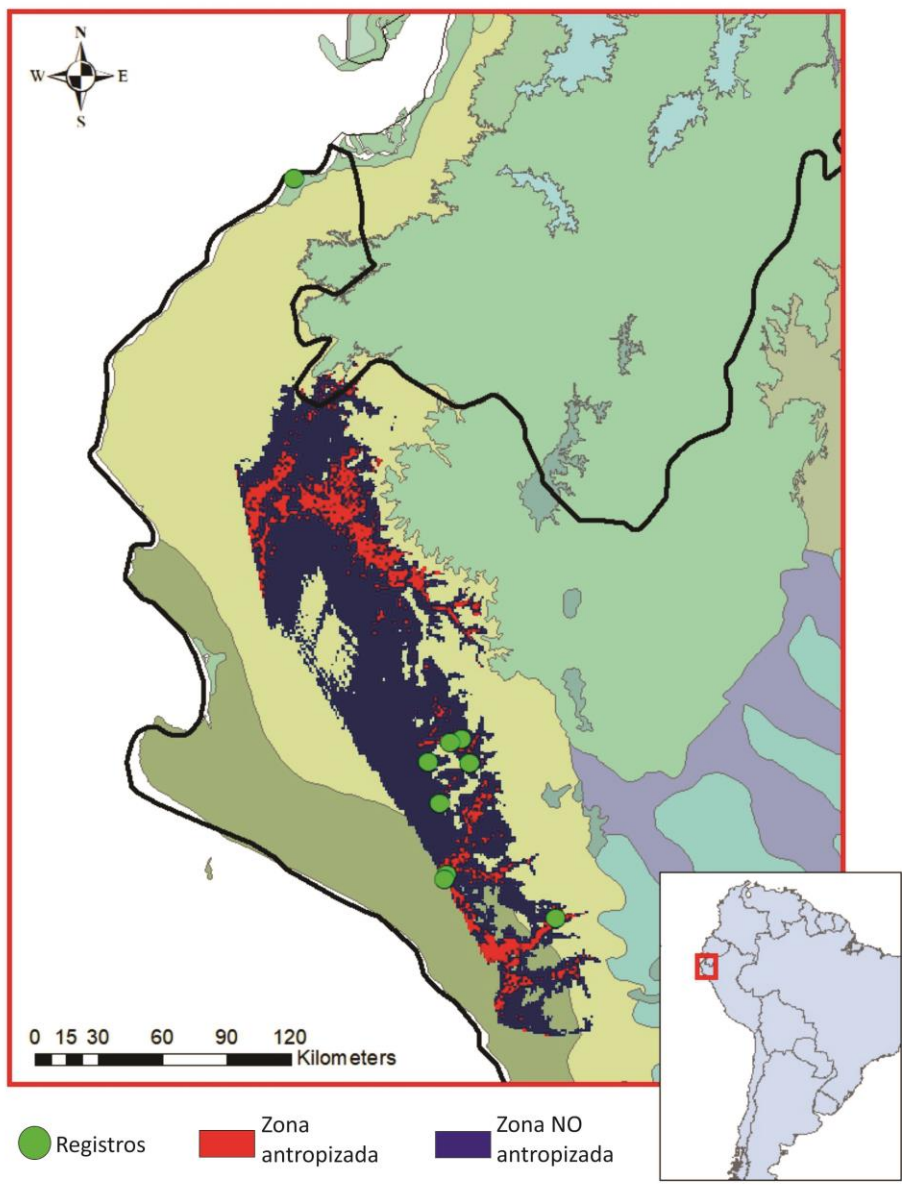 N
W E
S
0 15 30 60 90 120
Kilometers
Registros
Zona
antropizada
Zona NO
antropizada